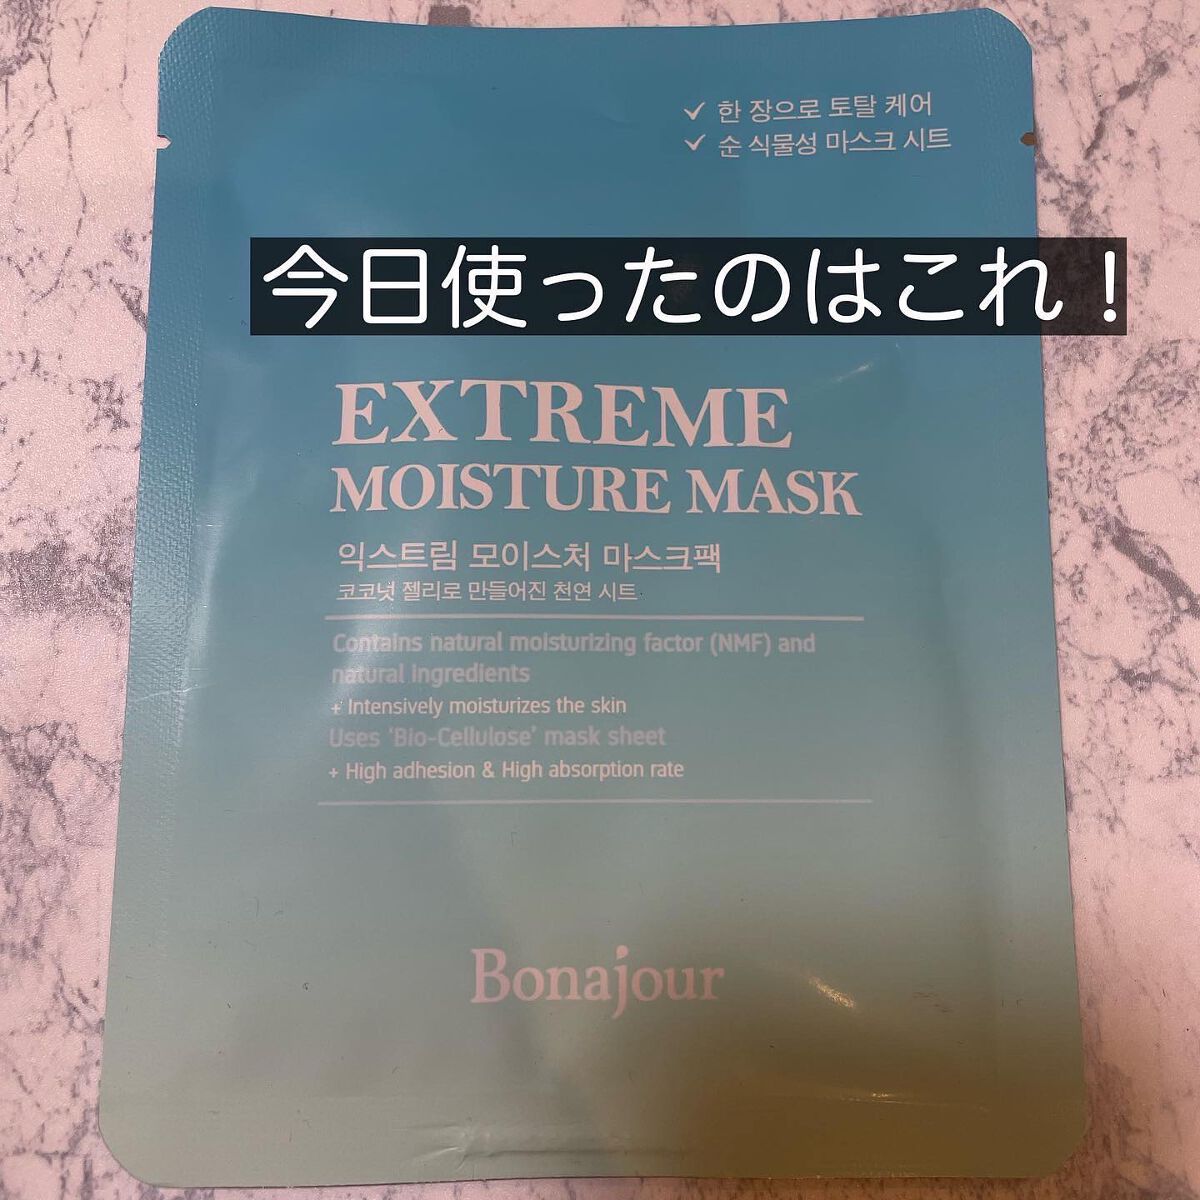 ✓ 한 장으로 토탈 케어
✓ 순 식물성 마스크 시트
今日使ったのはこれ！
EXTREME
MOISTURE MASK
익스트림 모이스처 마스크팩
코코넛 젤리로 만들어진 천연 시트
Contains natural moisturizing factor (NMF) and
natural ingredients
+ Intensively moisturizes the skin
Uses 'Bio-Cellulose' mask sheet
+ High adhesion & High absorption rate
Bonajour